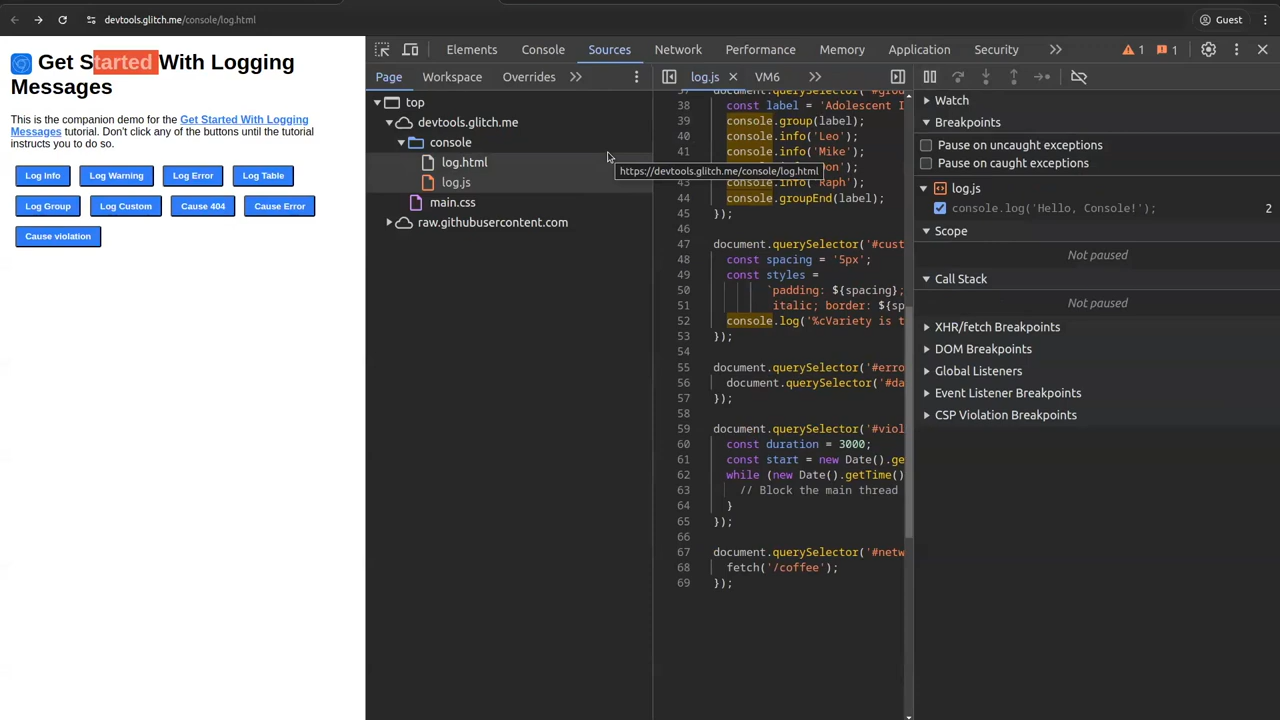 devtools.glitch.me/console/log.html
Guest
Get Started With Logging
Messages
This is the companion demo for the Get Started With Logging
Messages tutorial. Don't click any of the buttons until the tutorial
instructs you to do so.
Log Info
Log Warning
Log Error
Log Table
Log Group
Log Custom
Cause 404
Cause Error
Cause violation
Elements
Console
Sources
Network
Performance
Memory
Application
Security
1
1
Page
Workspace
Overrides
top
devtools.glitch.me
console
log.html
log.js
main.css
raw.githubusercontent.com
https://devtools.glitch.me/console/log.html
log.js
VM6
37 document.querySelector('#grou
38 const label = 'Adolescent I
39 console.group(label);
40 console.info('Leo');
41 console.info('Mike');
on');
43 console.info('Raph');
44 console.groupEnd(label);
45 });
46
47 document.querySelector('#cust
48 const spacing = '5px';
49 const styles =
50 `padding: ${spacing};
51 italic; border: ${sp
52 console.log('%cVariety is t
53 });
54
55 document.querySelector('#erro
56 document.querySelector('#da
57 });
58
59 document.querySelector('#viol
60 const duration = 3000;
61 const start = new Date().ge
62 while (new Date().getTime()
63 // Block the main thread
64 }
65 });
66
67 document.querySelector('#netw
68 fetch('/coffee');
69 });
Watch
Breakpoints
Pause on uncaught exceptions
Pause on caught exceptions
log.js
console.log('Hello, Console!'); 2
Scope
Not paused
Call Stack
Not paused
XHR/fetch Breakpoints
DOM Breakpoints
Global Listeners
Event Listener Breakpoints
CSP Violation Breakpoints